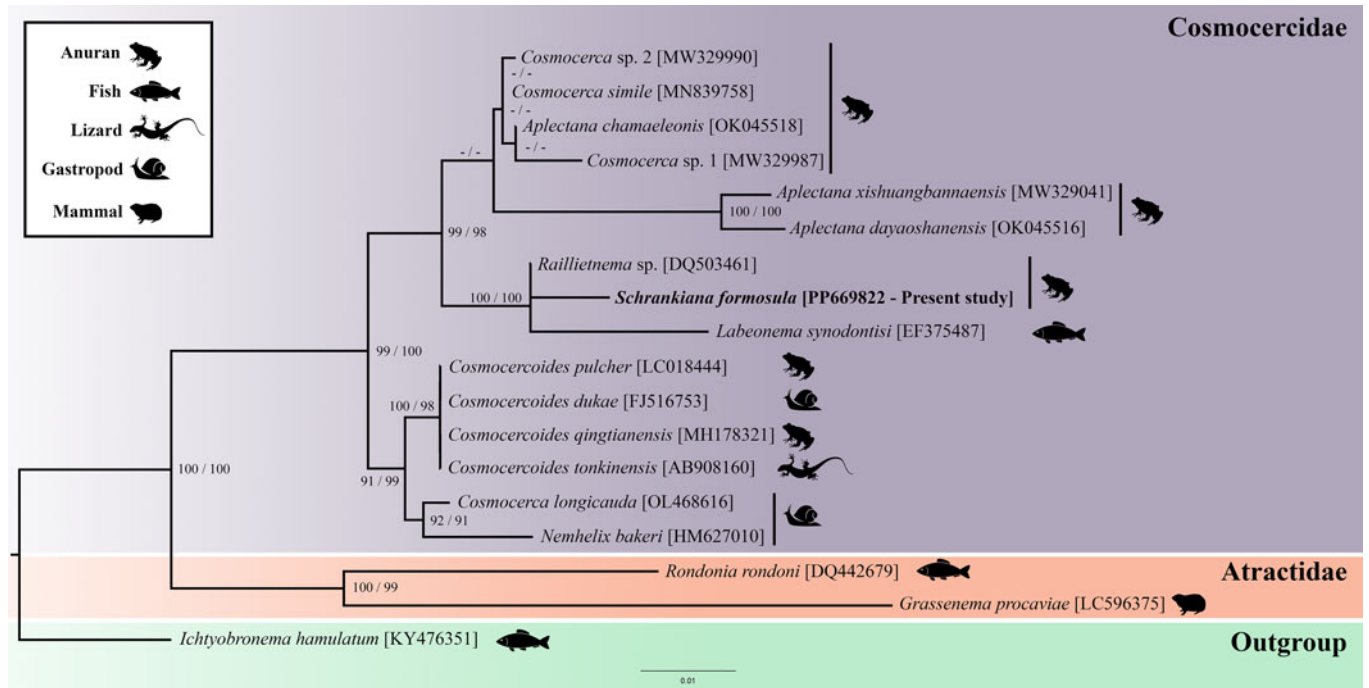 Anuran
Fish
Lizard
Gastropod
Mammal
Cosmocercidae
Cosmocerca sp. 2 [MW329990]
- / -
Cosmocerca simile [MN839758]
- / -
Aplectana chamaeleonis [OK045518]
- / -
- / -
Cosmocerca sp. 1 [MW329987]
Aplectana xishuangbannaensis [MW329041]
100 / 100
Aplectana dayaoshanensis [OK045516]
99 / 98
Raillietnema sp. [DQ503461]
100 / 100
Schrankiana formosula [PP669822 - Present study]
Labeonema synodontisi [EF375487]
99 / 100
Cosmocercoides pulcher [LC018444]
100 / 98
Cosmocercoides dukae [FJ516753]
Cosmocercoides qingtianensis [MH178321]
Cosmocercoides tonkinensis [AB908160]
100 / 100
91 / 99
Cosmocerca longicauda [OL468616]
92 / 91
Nemhelix bakeri [HM627010]
Rondonia rondoni [DQ442679]
Atractidae
100 / 99
Grassenema procaviae [LC596375]
Ichtyobronema hamulatum [KY476351]
Outgroup
0.01